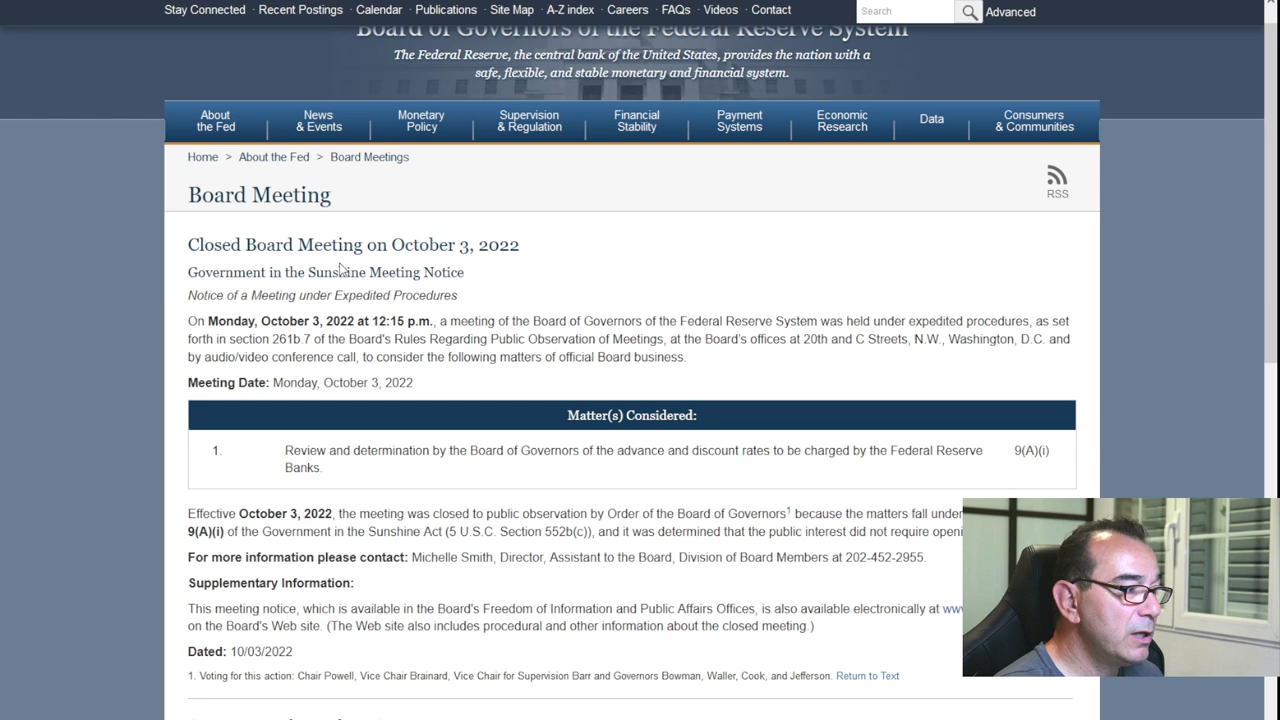 Stay Connected · Recent Postings · Calendar · Publications · Site Map · A-Z index · Careers · FAQs · Videos · Contact Search Advanced
Board of Governors of the Federal Reserve System
The Federal Reserve, the central bank of the United States, provides the nation with a
safe, flexible, and stable monetary and financial system.
About the Fed
News & Events
Monetary Policy
Supervision & Regulation
Financial Stability
Payment Systems
Economic Research
Data
Consumers & Communities
Home > About the Fed > Board Meetings
RSS
Board Meeting
Closed Board Meeting on October 3, 2022
Government in the Sunshine Meeting Notice
Notice of a Meeting under Expedited Procedures
On Monday, October 3, 2022 at 12:15 p.m., a meeting of the Board of Governors of the Federal Reserve System was held under expedited procedures, as set
forth in section 261b.7 of the Board's Rules Regarding Public Observation of Meetings, at the Board's offices at 20th and C Streets, N.W., Washington, D.C. and
by audio/video conference call, to consider the following matters of official Board business.
Meeting Date: Monday, October 3, 2022
Matter(s) Considered:
1. Review and determination by the Board of Governors of the advance and discount rates to be charged by the Federal Reserve 9(A)(i)
Banks.
Effective October 3, 2022, the meeting was closed to public observation by Order of the Board of Governors1 because the matters fall under
9(A)(i) of the Government in the Sunshine Act (5 U.S.C. Section 552b(c)), and it was determined that the public interest did not require openi
For more information please contact: Michelle Smith, Director, Assistant to the Board, Division of Board Members at 202-452-2955.
Supplementary Information:
This meeting notice, which is available in the Board's Freedom of Information and Public Affairs Offices, is also available electronically at ww
on the Board's Web site. (The Web site also includes procedural and other information about the closed meeting.)
Dated: 10/03/2022
1. Voting for this action: Chair Powell, Vice Chair Brainard, Vice Chair for Supervision Barr and Governors Bowman, Waller, Cook, and Jefferson. Return to Text